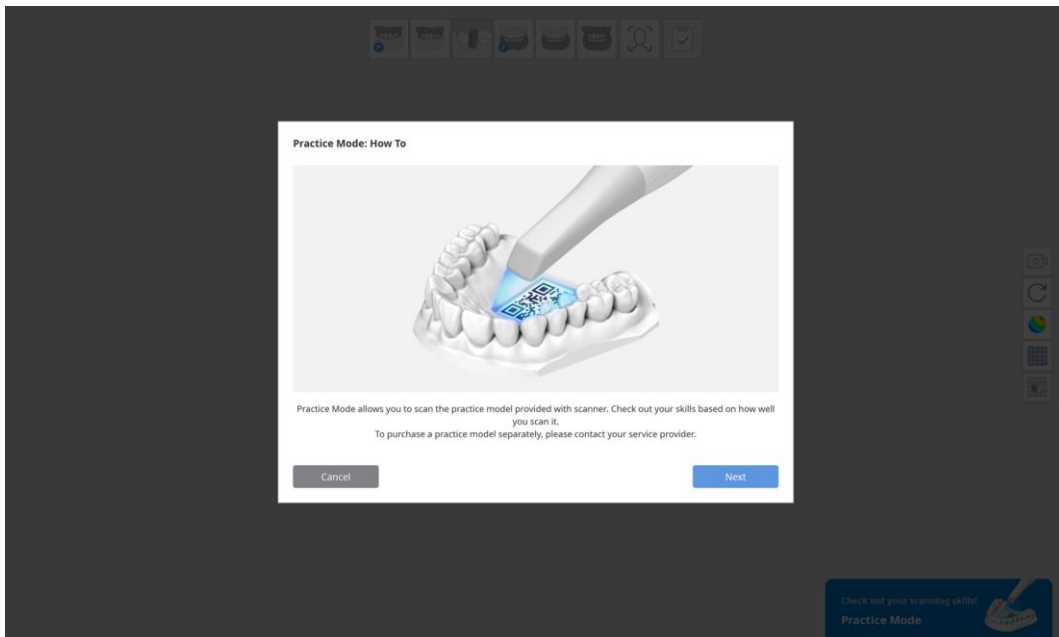 Practice Mode: How To
Practice Mode allows you to scan the practice model provided with scanner. Check out your skills based on how well
you scan it.
To purchase a practice model separately, please contact your service provider.
Cancel
Next
Check out your scanning skills!
Practice Mode